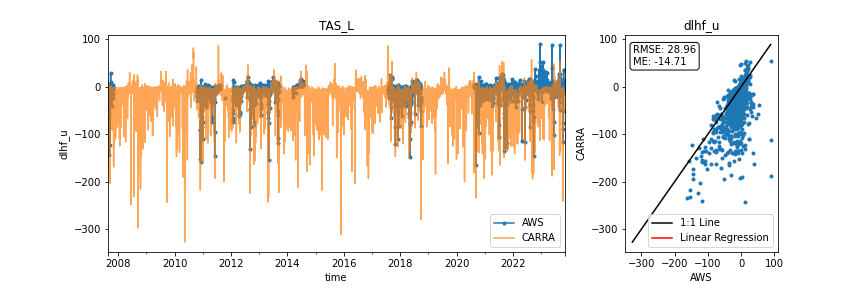 TAS_L
dlhf_u
100
0
−100
−200
−300
dlhf_u
2008
2010
2012
2014
2016
2018
2020
2022
time
AWS
CARRA
dlhf_u
RMSE: 28.96
ME: -14.71
100
0
−100
−200
−300
CARRA
1:1 Line
Linear Regression
−300
−200
−100
0
100
AWS